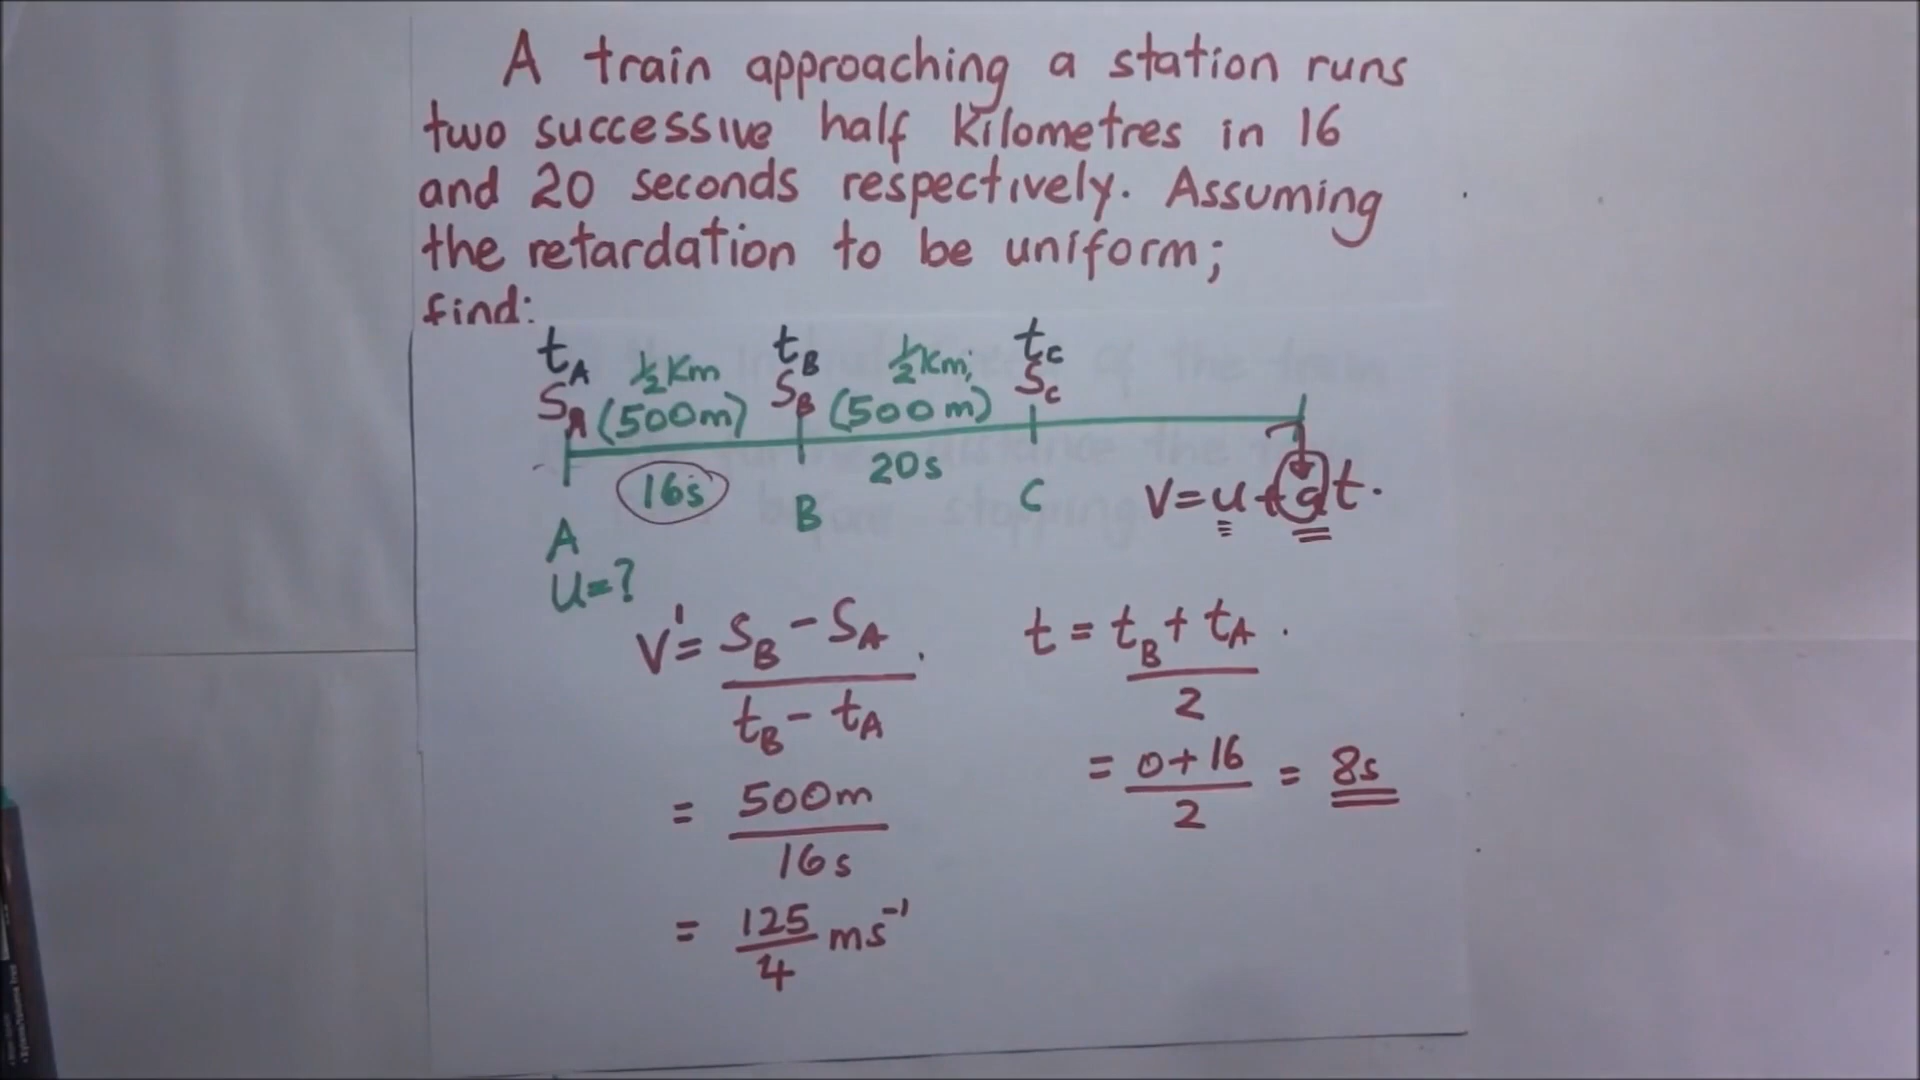 A train approaching a station runs
two successive half Kilometres in 16
and 20 seconds respectively. Assuming
the retardation to be uniform;
find:
tA ½Km tB ½Km, tc
SA (500m) SB (500m) Sc
16s 20s
A B C V=u+at.
U=?
V'= SB - SA / tB - tA . t = tB + tA / 2 .
= 500m / 16s = 0+16 / 2 = 8s
= 125/4 ms⁻¹